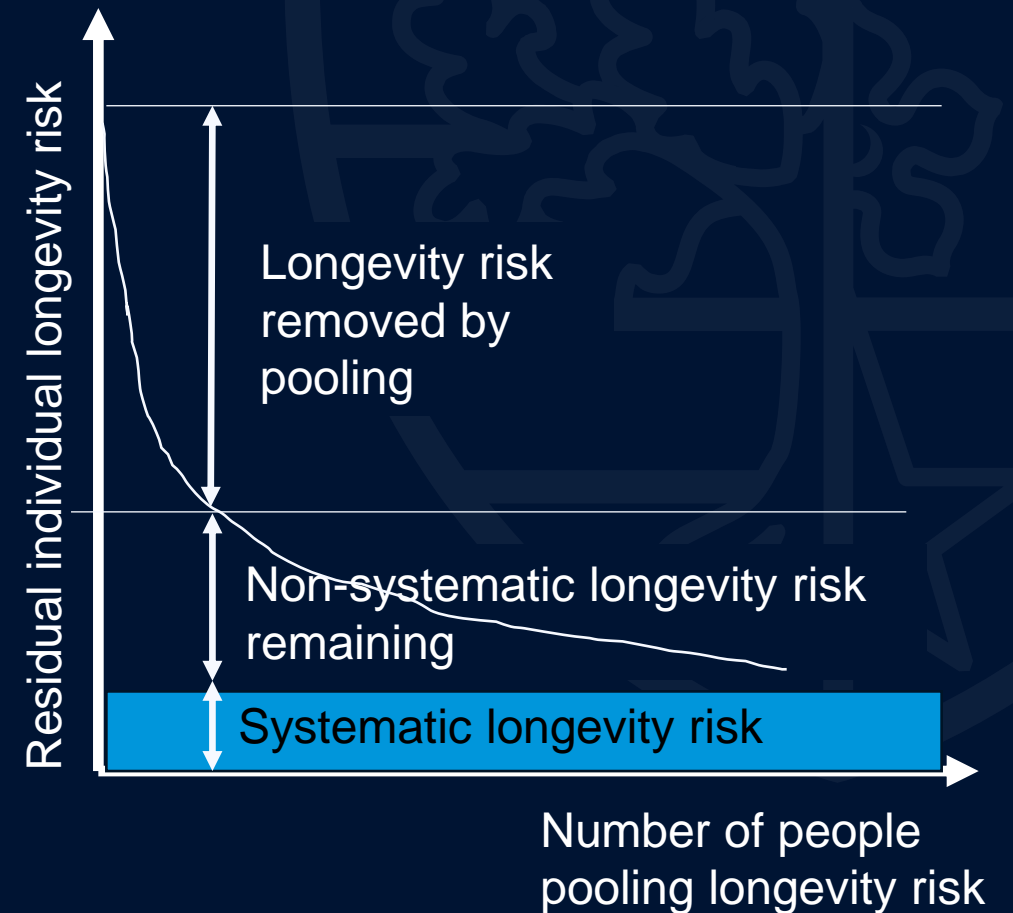 Residual individual longevity risk
Longevity risk
removed by
pooling
Non-systematic longevity risk
remaining
Systematic longevity risk
Number of people
pooling longevity risk